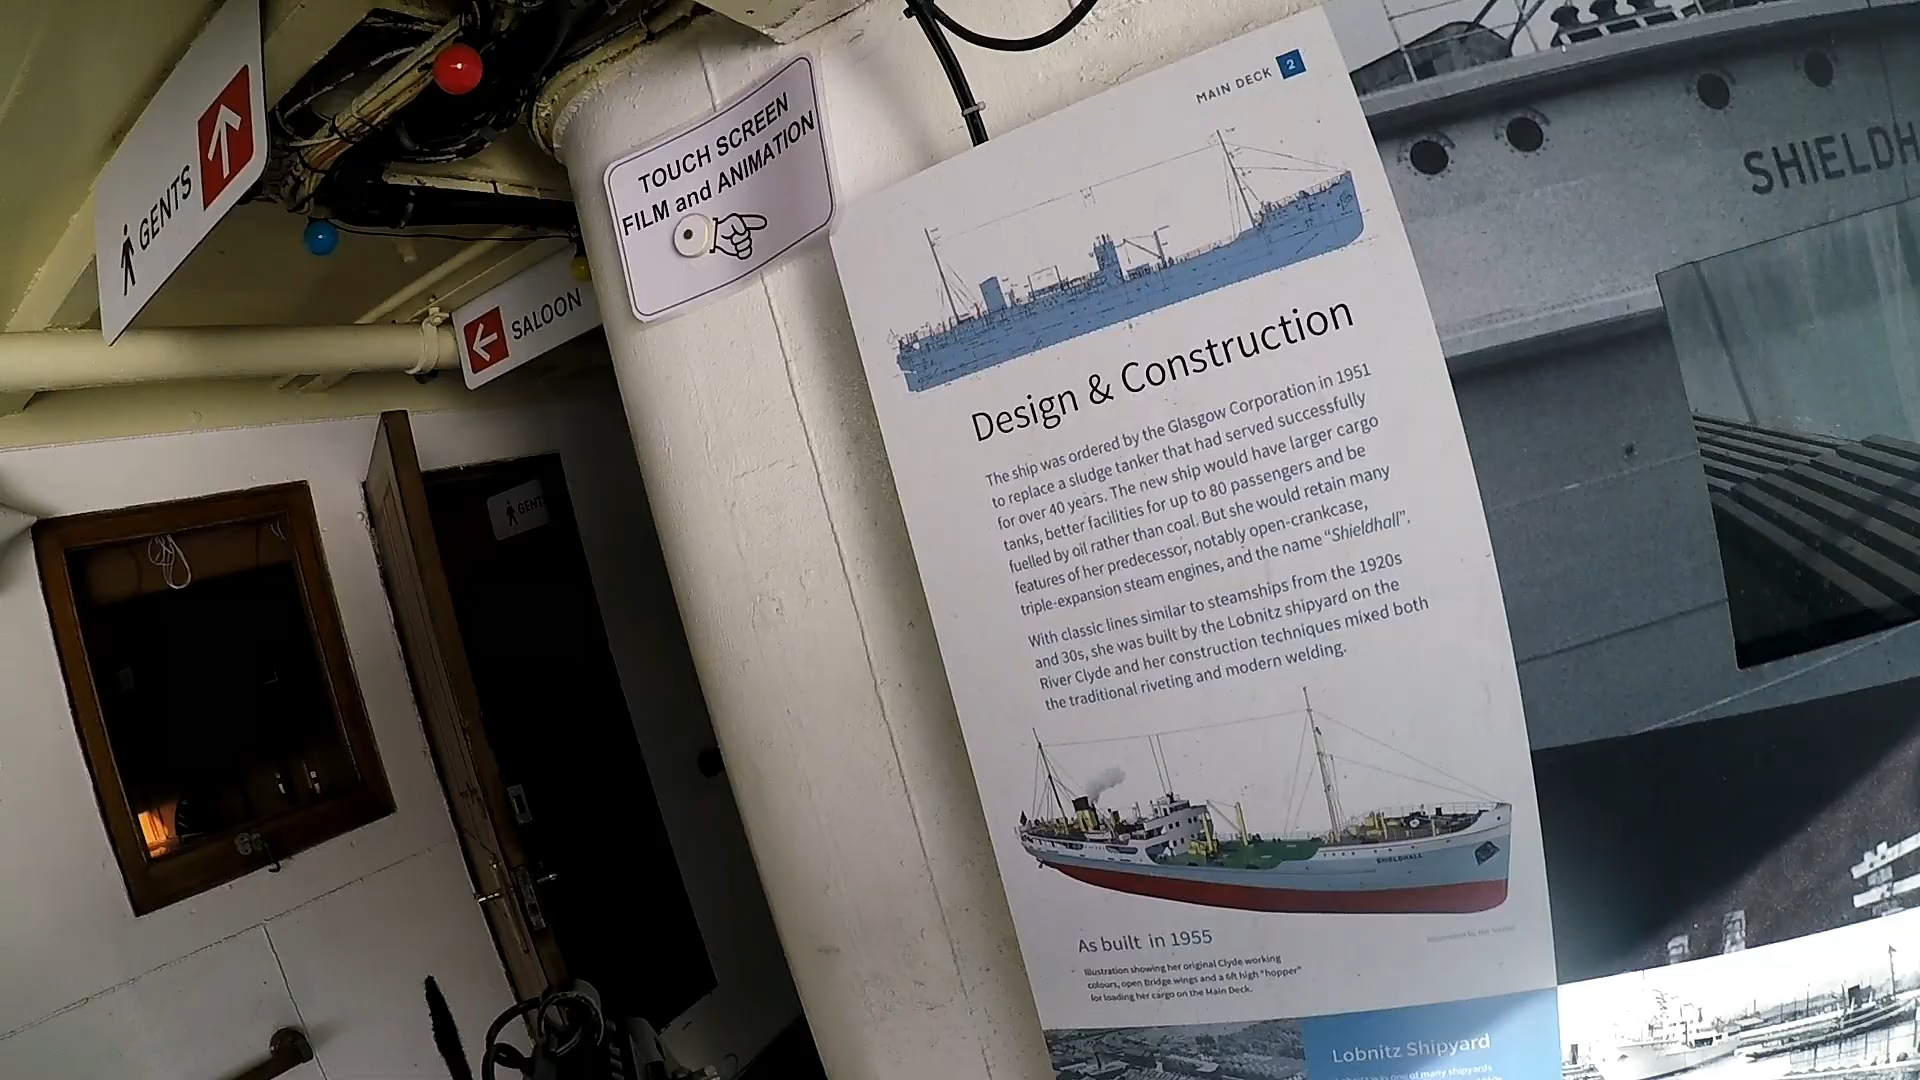 GENTS
SALOON
GENT
TOUCH SCREEN
FILM and ANIMATION
MAIN DECK 2
Design & Construction
The ship was ordered by the Glasgow Corporation in 1951
to replace a sludge tanker that had served successfully
for over 40 years. The new ship would have larger cargo
tanks, better facilities for up to 80 passengers and be
fuelled by oil rather than coal. But she would retain many
features of her predecessor, notably open-crankcase,
triple-expansion steam engines, and the name “Shieldhall”.
With classic lines similar to steamships from the 1920s
and 30s, she was built by the Lobnitz shipyard on the
River Clyde and her construction techniques mixed both
the traditional riveting and modern welding.
SHIELDHALL
As built in 1955
Illustration showing her original Clyde working
colours, open Bridge wings and a 6ft high "hopper"
for loading her cargo on the Main Deck.
Lobnitz Shipyard
was one of many shipyards
SHIELDH